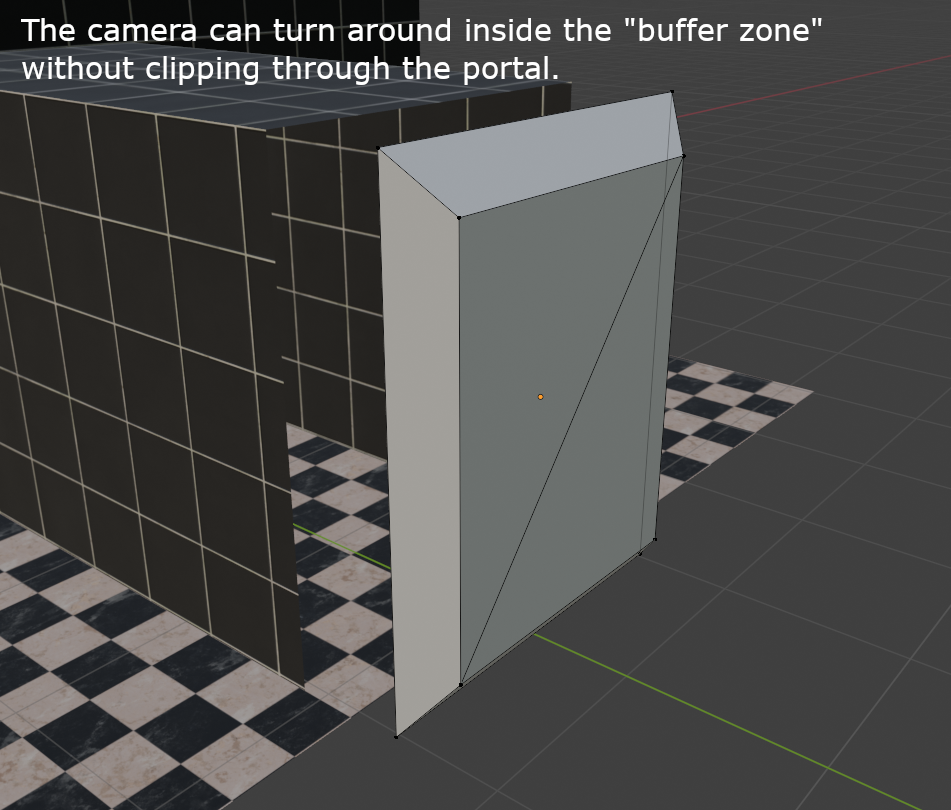 The camera can turn around inside the "buffer zone"
without clipping through the portal.